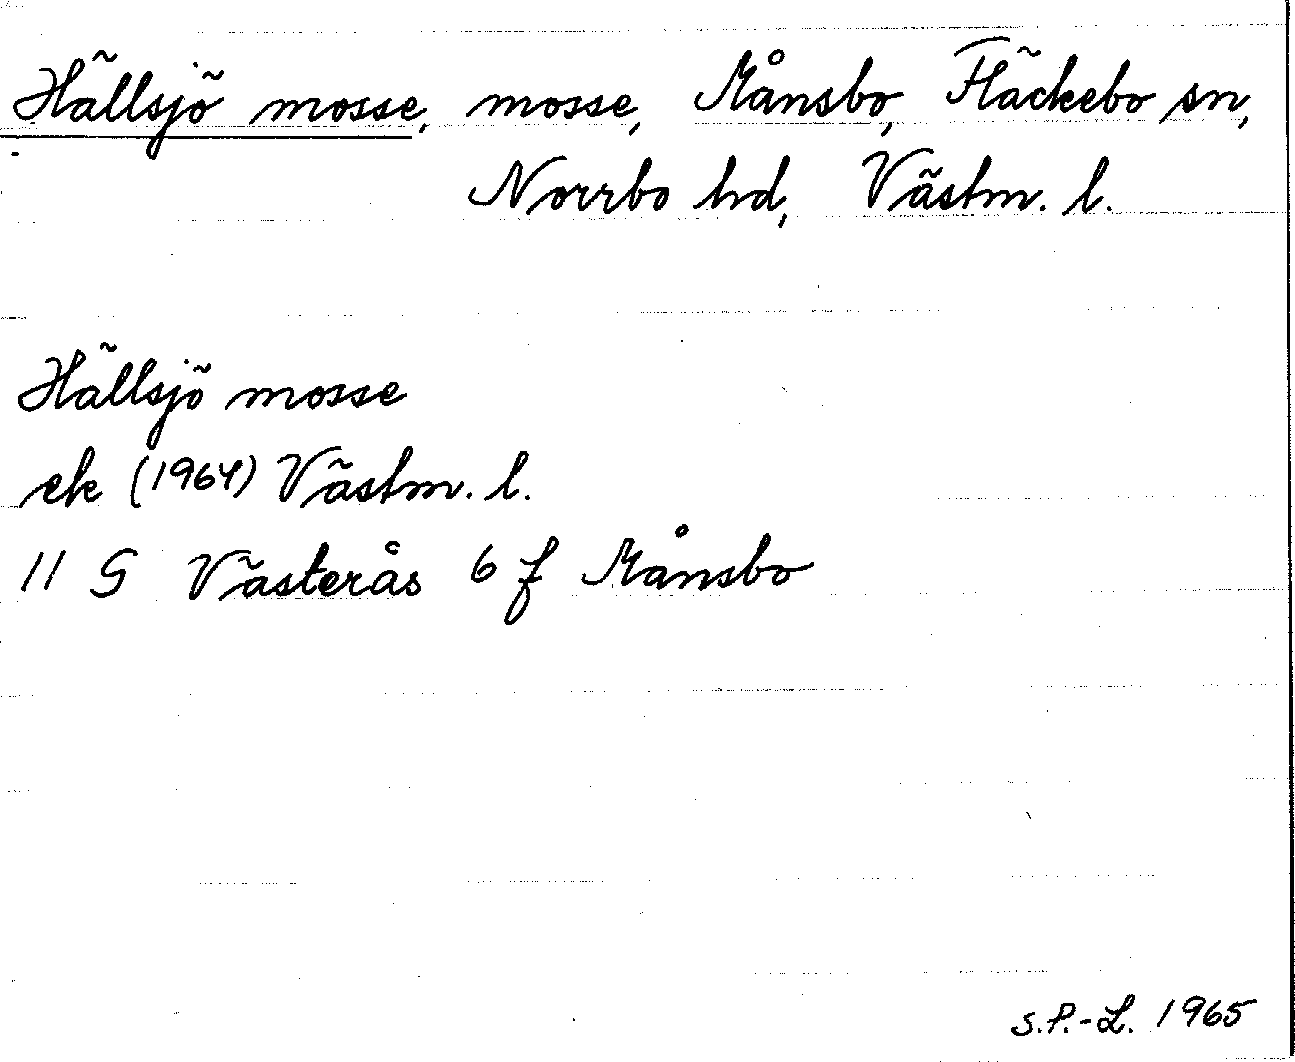 Hällsjö mosse, mosse, Månsbo, Fläckebo sn,
Norrbo hd, Västm. l.
Hällsjö mosse
ek (1964) Västm. l.
11 G Västerås 6 f Månsbo
S.P.-L. 1965